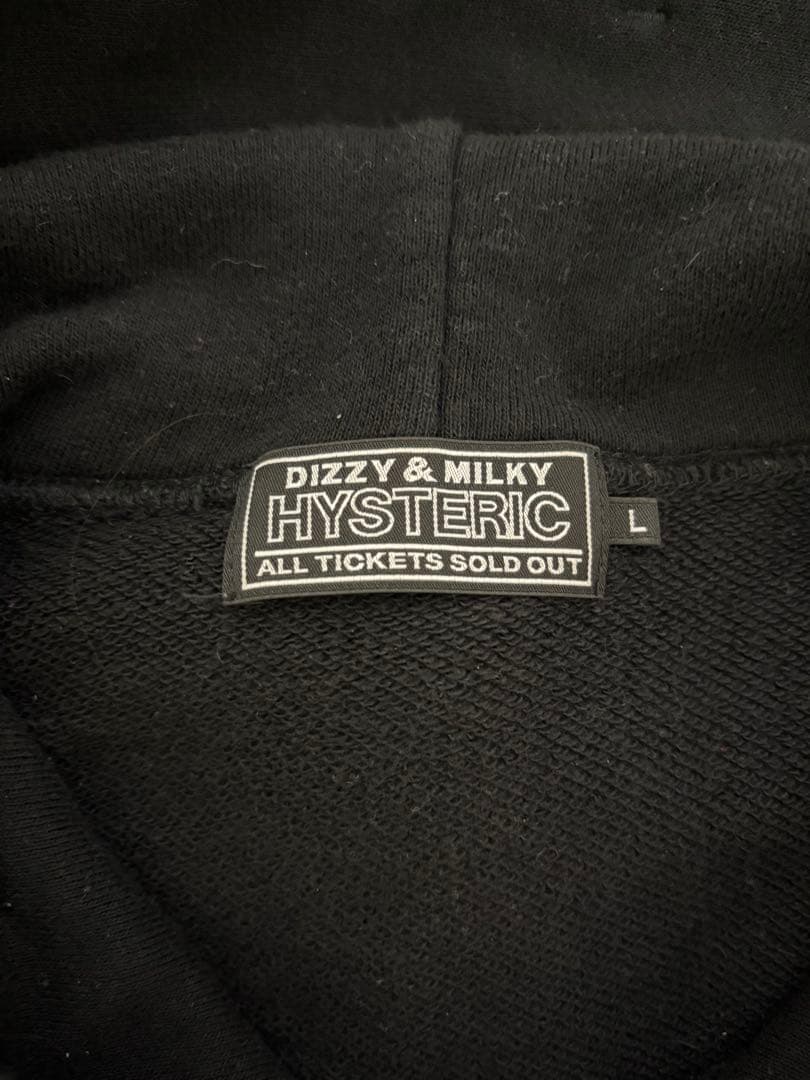 DIZZY & MILKY
HYSTERIC
ALL TICKETS SOLD OUT
L